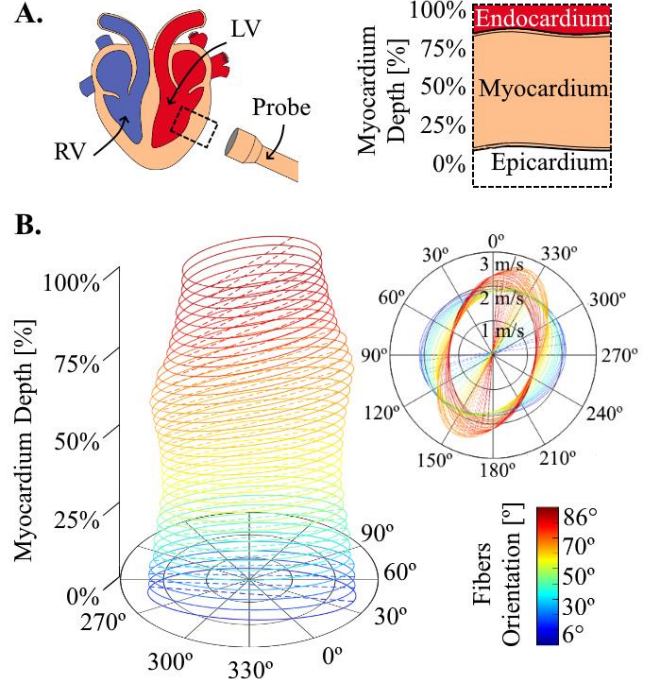 A.
LV
RV
Probe
Myocardium
Depth [%]
100%
75%
50%
25%
0%
Endocardium
Myocardium
Epicardium
B.
Myocardium Depth [%]
100%
75%
50%
25%
0%
270º
300º
330º
0º
30º
60º
90º
0º
30º
60º
90º
120º
150º
180º
210º
240º
270º
300º
330º
3 m/s
2 m/s
1 m/s
Fibers
Orientation [º]
86°
70º
50º
30º
6°